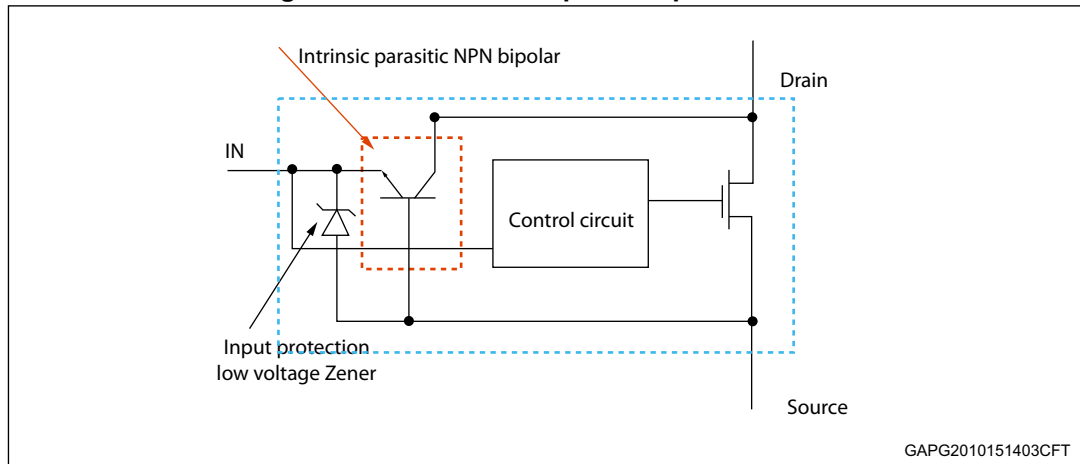 Intrinsic parasitic NPN bipolar
Drain
IN
Control circuit
Input protection
low voltage Zener
Source
GAPG2010151403CFT